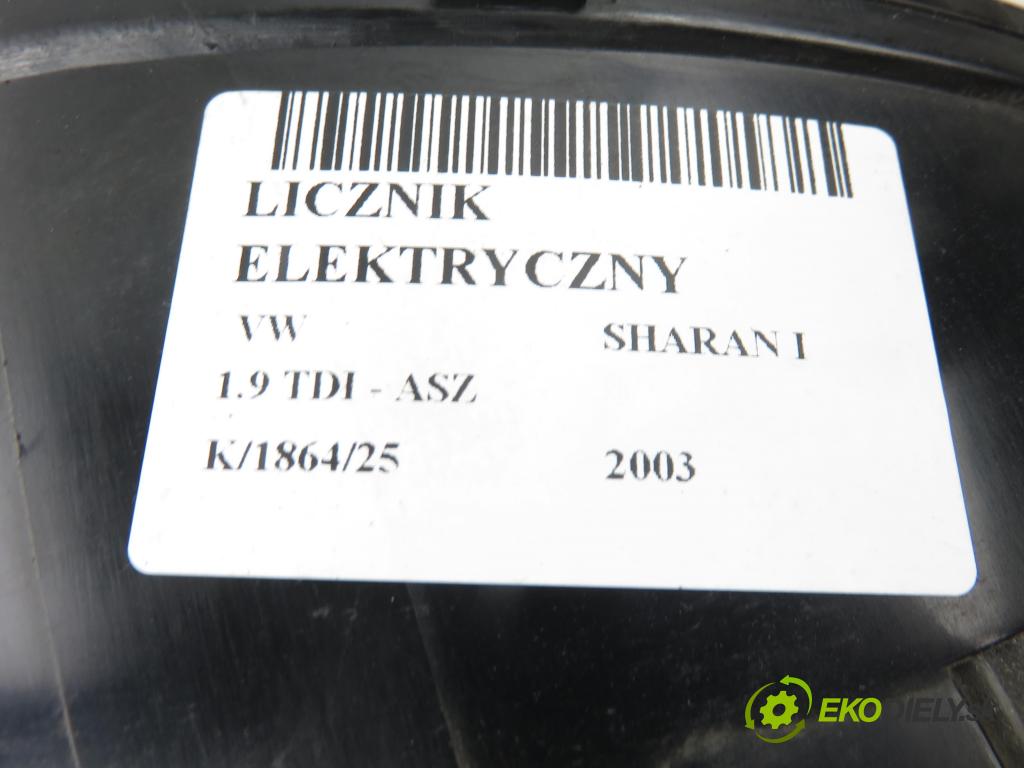 LICZNIK
ELEKTRYCZNY
VW SHARAN I
1.9 TDI - ASZ
K/1864/25 2003
EKODIELY.S